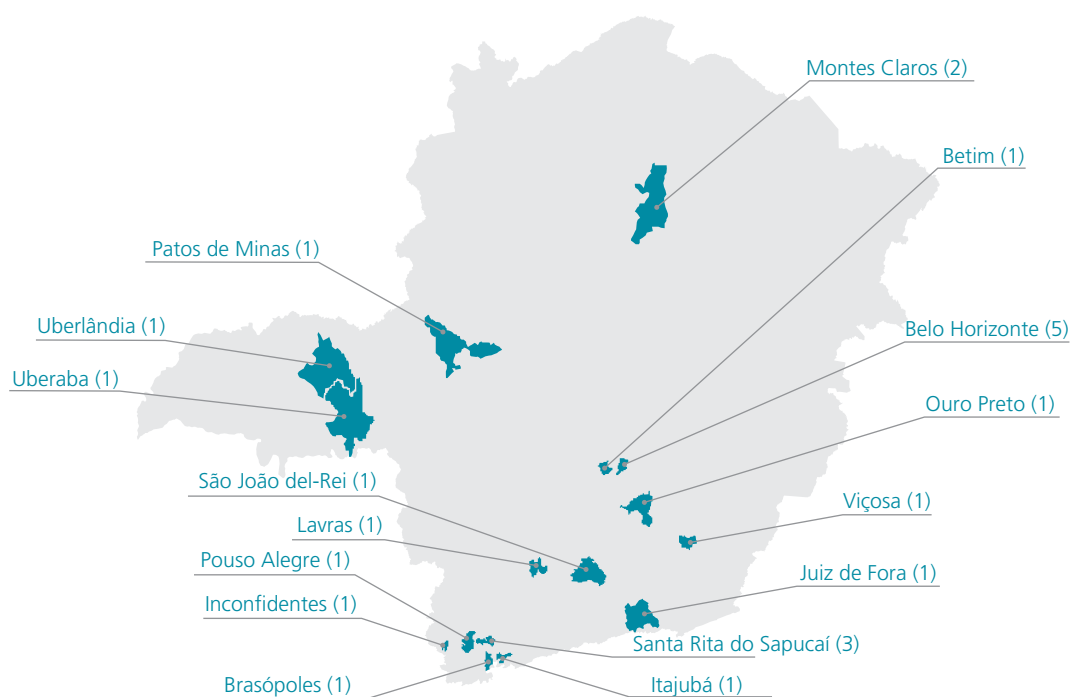 Montes Claros (2)
Betim (1)
Patos de Minas (1)
Uberlândia (1)
Belo Horizonte (5)
Uberaba (1)
Ouro Preto (1)
São João del-Rei (1)
Viçosa (1)
Lavras (1)
Pouso Alegre (1)
Juiz de Fora (1)
Inconfidentes (1)
Santa Rita do Sapucaí (3)
Brasópoles (1)
Itajubá (1)